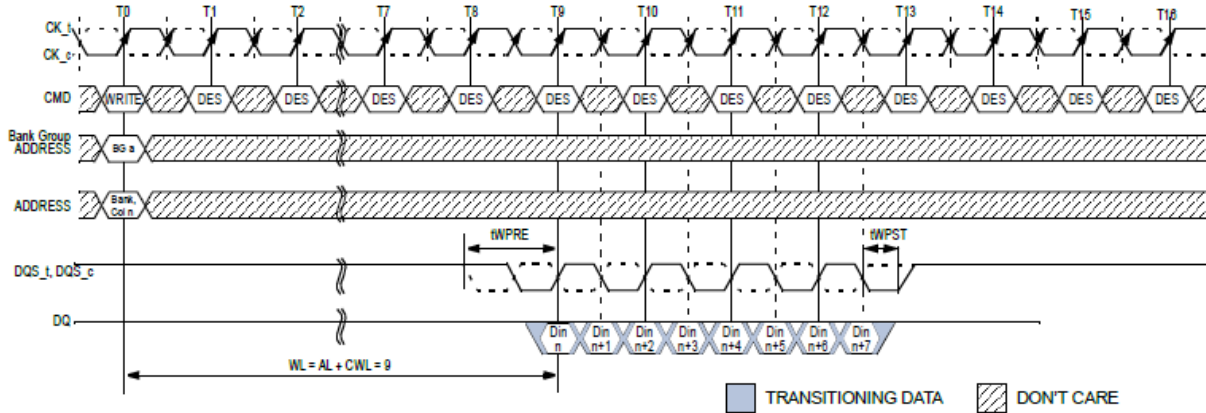 T0 T1 T2 T7 T8 T9 T10 T11 T12 T13 T14 T15 T16
CK_t
CK_c
CMD WRITE DES DES DES DES DES DES DES DES DES DES DES DES
Bank Group
ADDRESS BG a
ADDRESS Bank,
Col n
tWPRE tWPST
DQS_t, DQS_c
DQ Din Din Din Din Din Din Din Din
n n+1 n+2 n+3 n+4 n+5 n+6 n+7
WL = AL + CWL = 9
TRANSITIONING DATA DON'T CARE